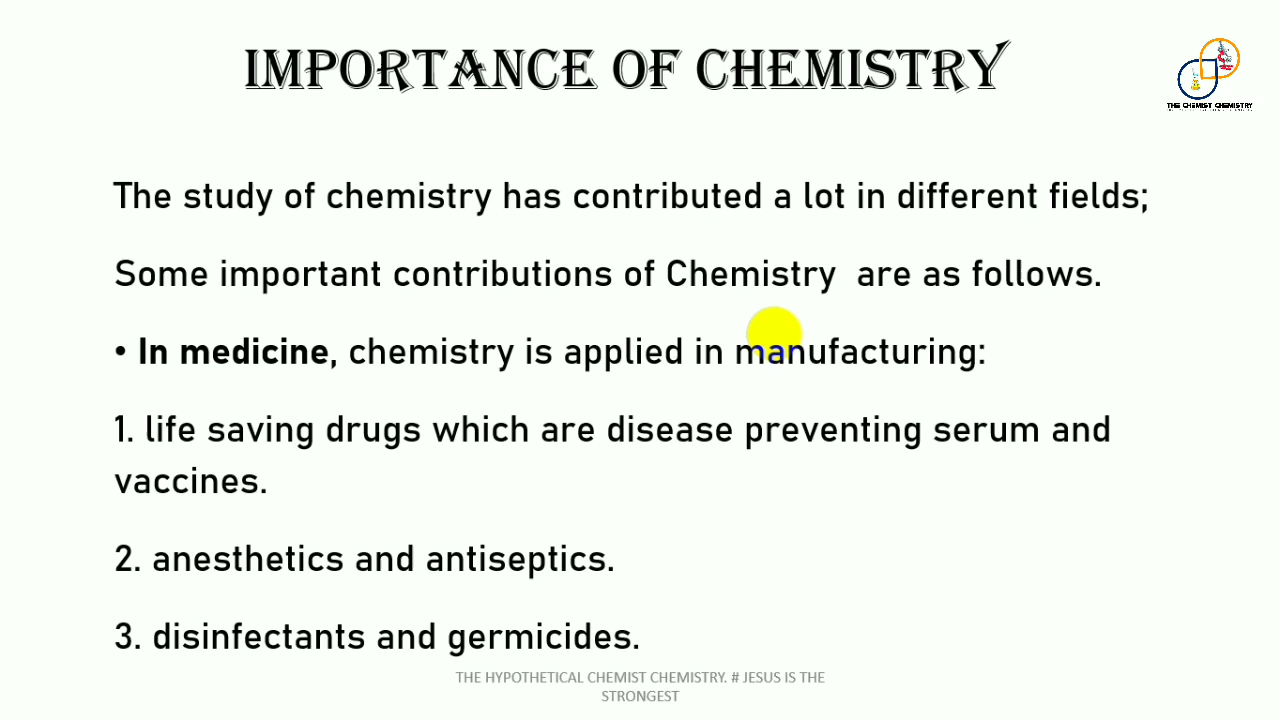 IMPORTANCE OF CHEMISTRY
THE CHEMIST CHEMISTRY
The study of chemistry has contributed a lot in different fields;
Some important contributions of Chemistry  are as follows.
• In medicine, chemistry is applied in manufacturing:
1. life saving drugs which are disease preventing serum and
vaccines.
2. anesthetics and antiseptics.
3. disinfectants and germicides.
THE HYPOTHETICAL CHEMIST CHEMISTRY. # JESUS IS THE
STRONGEST